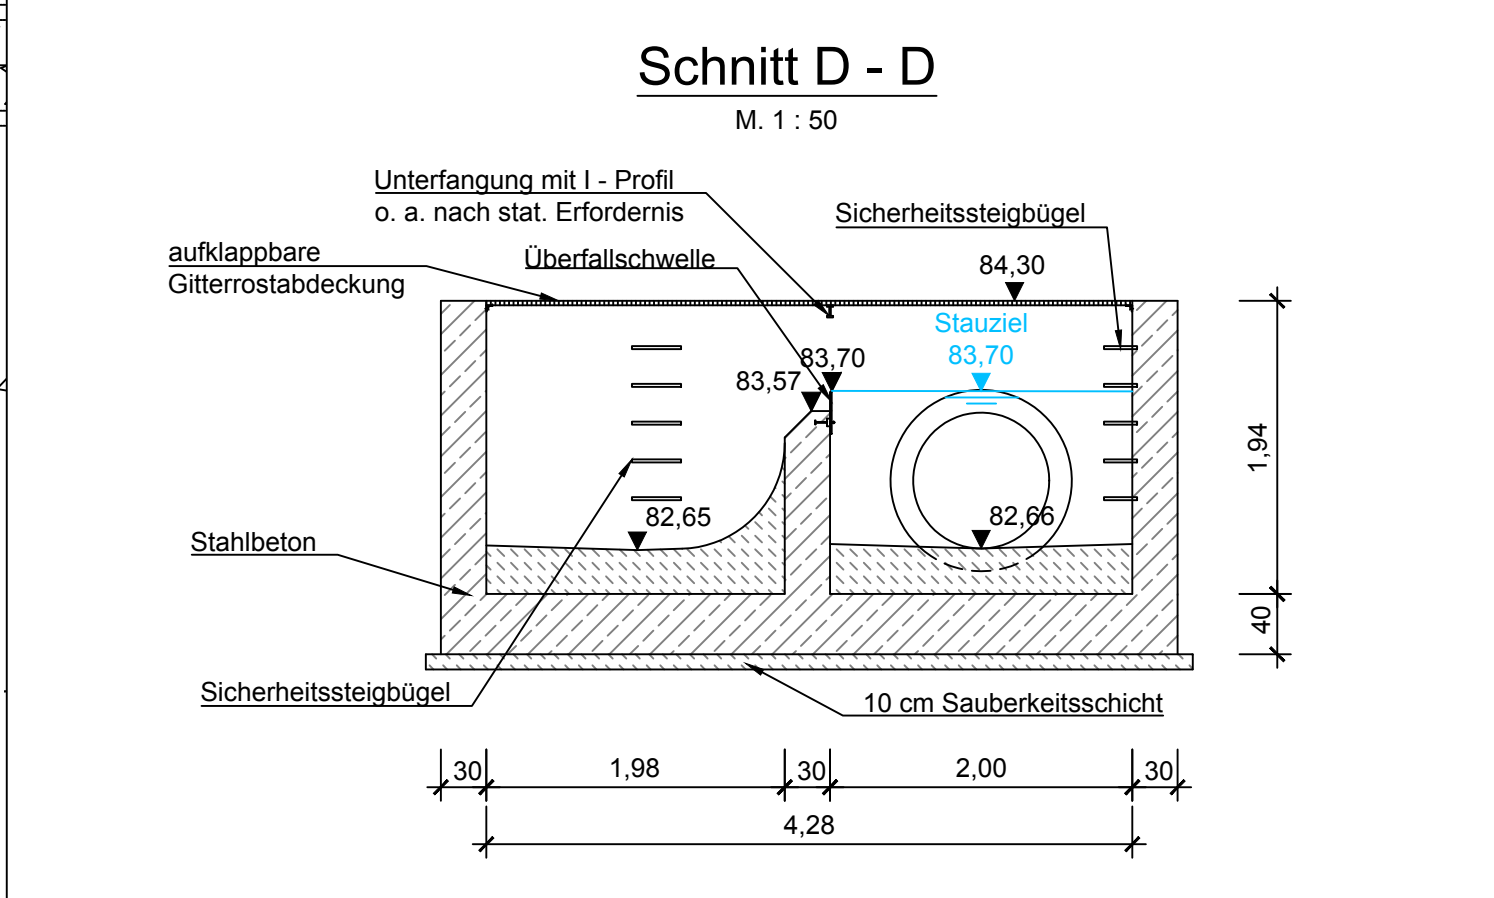 Schnitt D - D
M. 1 : 50
Unterfangung mit I - Profil
o. a. nach stat. Erfordernis
Sicherheitssteigbügel
aufklappbare
Gitterrostabdeckung
Überfallschwelle
84,30
Stauziel
83,70
83,70
83,57
82,65
82,66
1,94
40
Stahlbeton
Sicherheitssteigbügel
10 cm Sauberkeitsschicht
30
1,98
30
2,00
30
4,28